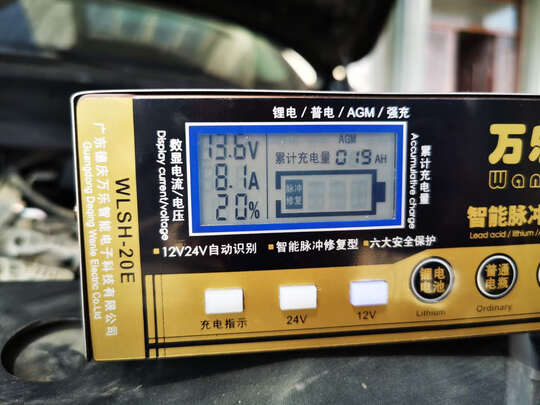 锂电/普电/AGM/强充
广东德庆万乐智能电子科技有限公司
Guangdong Deqing Wanle Electric Co.Ltd
WLSH-20E
数显电流/电压
Display current/voltage
13.6V
8.1A
20%
AGM
累计充电量 019AH
脉冲
修复
累计充电量
Accumulative charge
·12V24V自动识别 ·智能脉冲修复型 ·六大安全保护
充电指示
24V
12V
万乐
Wan
智能脉冲
Lead acid / lithium /
锂电
电池
Lithium
普通
电瓶
Ordinary